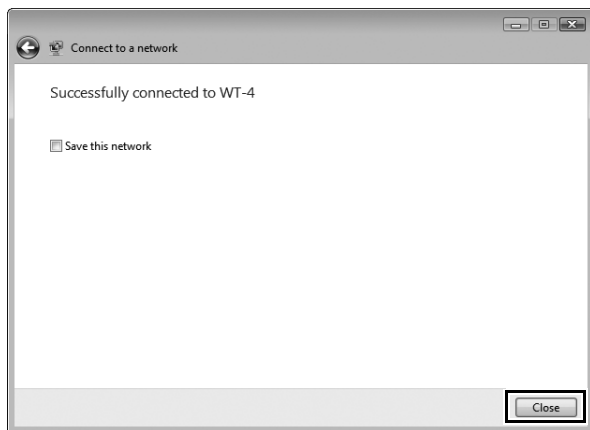 Connect to a network
Successfully connected to WT-4
Save this network
Close